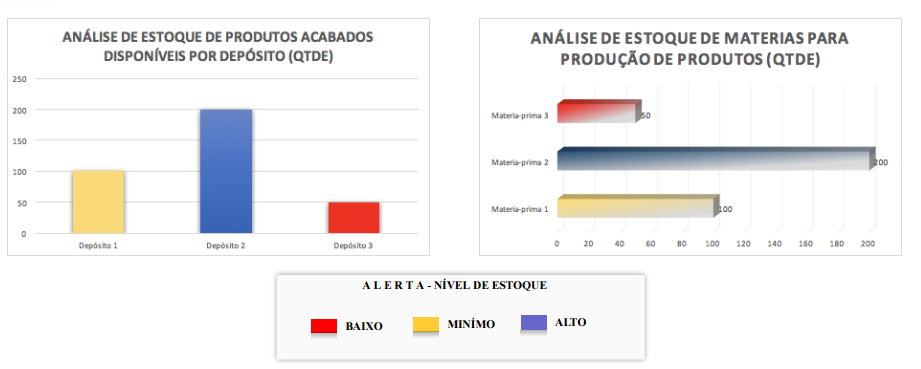 ANÁLISE DE ESTOQUE DE PRODUTOS ACABADOS
DISPONÍVEIS POR DEPÓSITO (QTDE)
250
200
150
100
50
0
Depósito 1
Depósito 2
Depósito 3
ANÁLISE DE ESTOQUE DE MATERIAS PARA
PRODUÇÃO DE PRODUTOS (QTDE)
Materia-prima 3
50
Materia-prima 2
200
Materia-prima 1
100
0 20 40 60 80 100 120 140 160 180 200
A L E R T A - NÍVEL DE ESTOQUE
BAIXO
MINÍMO
ALTO